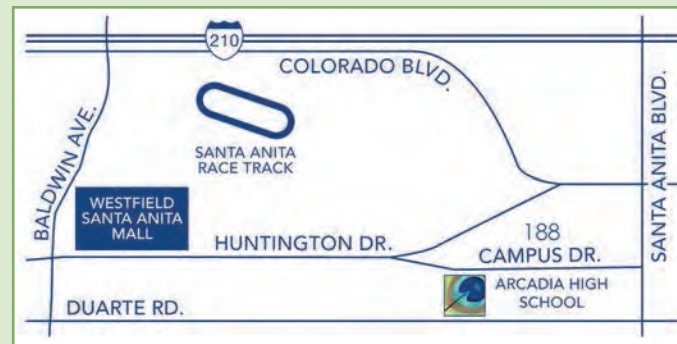 210
COLORADO BLVD.
BALDWIN AVE.
SANTA ANITA
RACE TRACK
SANTA ANITA BLVD.
WESTFIELD
SANTA ANITA
MALL
HUNTINGTON DR.
188
CAMPUS DR.
ARCADIA HIGH
SCHOOL
DUARTE RD.